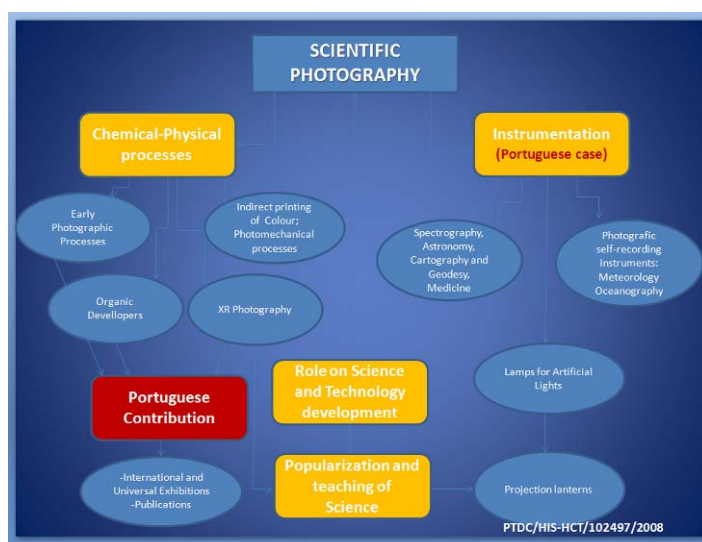 SCIENTIFIC
PHOTOGRAPHY
Chemical-Physical
processes
Instrumentation
(Portuguese case)
Early
Photographic
Processes
Indirect printing
of Colour;
Photomechanical
processes
Spectrography,
Astronomy,
Cartography and
Geodesy,
Medicine
Photografic
self-recording
Instruments:
Meteorology
Oceanography
Organic
Devellopers
XR Photography
Portuguese
Contribution
Role on Science
and Technology
development
Lamps for Artificial
Lights
-International and
Universal Exhibitions
-Publications
Popularization and
teaching of
Science
Projection lanterns
PTDC/HIS-HCT/102497/2008